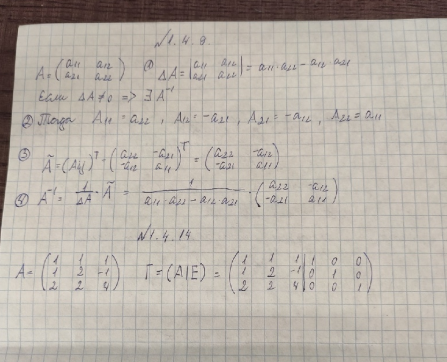 №1.4.9.
A = (a₁₁ a₁₂; a₂₁ a₂₂) ① ΔA = |a₁₁ a₁₂; a₂₁ a₂₂| = a₁₁·a₂₂ − a₁₂·a₂₁
Если ΔA ≠ 0 => ∃ A⁻¹
② Тогда A₁₁ = a₂₂, A₁₂ = −a₂₁, A₂₁ = −a₁₂, A₂₂ = a₁₁
③ Ã = (Aij)ᵀ = (a₂₂ −a₂₁; −a₁₂ a₁₁)ᵀ = (a₂₂ −a₁₂; −a₂₁ a₁₁)
④ A⁻¹ = 1/ΔA · Ã = 1/(a₁₁·a₂₂ − a₁₂·a₂₁) · (a₂₂ −a₁₂; −a₂₁ a₁₁)
№1.4.14.
A = (1 1 1; 1 2 −1; 2 2 4) Γ = (A|E) = (1 1 1 | 1 0 0; 1 2 −1 | 0 1 0; 2 2 4 | 0 0 1)